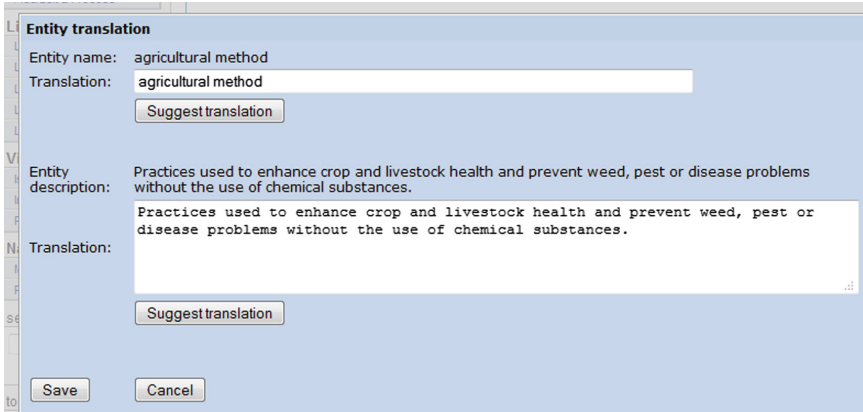 Entity translation
Entity name: agricultural method
Translation: agricultural method
Suggest translation
Entity
description:
Practices used to enhance crop and livestock health and prevent weed, pest or disease problems
without the use of chemical substances.
Practices used to enhance crop and livestock health and prevent weed, pest or
disease problems without the use of chemical substances.
Translation:
Suggest translation
Save Cancel